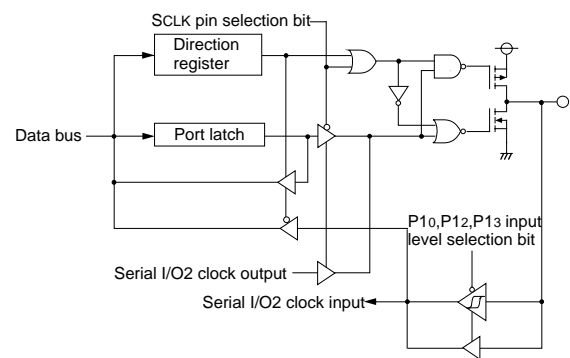 SCLK pin selection bit
Direction
register
Data bus
Port latch
P10,P12,P13 input
level selection bit
Serial I/O2 clock output
Serial I/O2 clock input